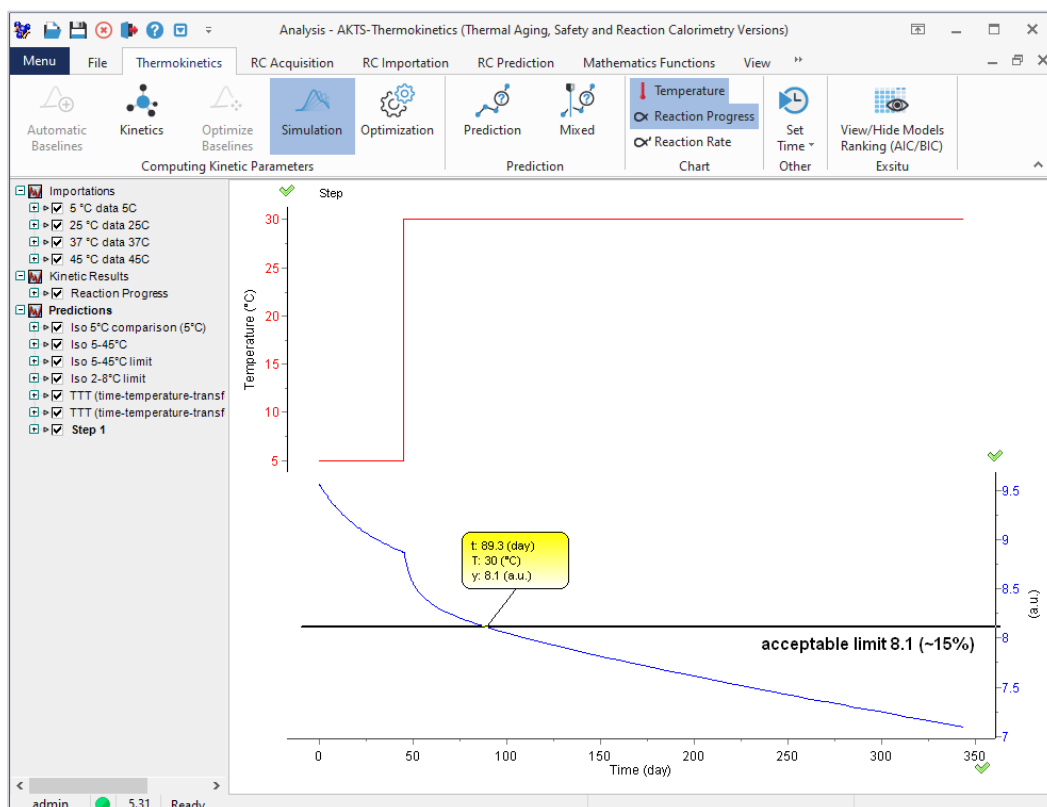 Analysis - AKTS-Thermokinetics (Thermal Aging, Safety and Reaction Calorimetry Versions)
Menu File Thermokinetics RC Acquisition RC Importation RC Prediction Mathematics Functions View
Automatic Baselines
Kinetics
Optimize Baselines
Simulation
Optimization
Computing Kinetic Parameters
Prediction
Mixed
Prediction
Temperature
Reaction Progress
Reaction Rate
Chart
Set Time
Other
View/Hide Models Ranking (AIC/BIC)
Exsitu
Importations
5 °C data 5C
25 °C data 25C
37 °C data 37C
45 °C data 45C
Kinetic Results
Reaction Progress
Predictions
Iso 5°C comparison (5°C)
Iso 5-45°C
Iso 5-45°C limit
Iso 2-8°C limit
TTT (time-temperature-transf
TTT (time-temperature-transf
Step 1
Step
Temperature (°C)
30
25
20
15
10
5
t: 89.3 (day)
T: 30 (°C)
y: 8.1 (a.u.)
acceptable limit 8.1 (~15%)
9.5
9
8.5
8
7.5
7
(a.u.)
0 50 100 150 200 250 300 350
Time (day)
admin 5.31 Ready